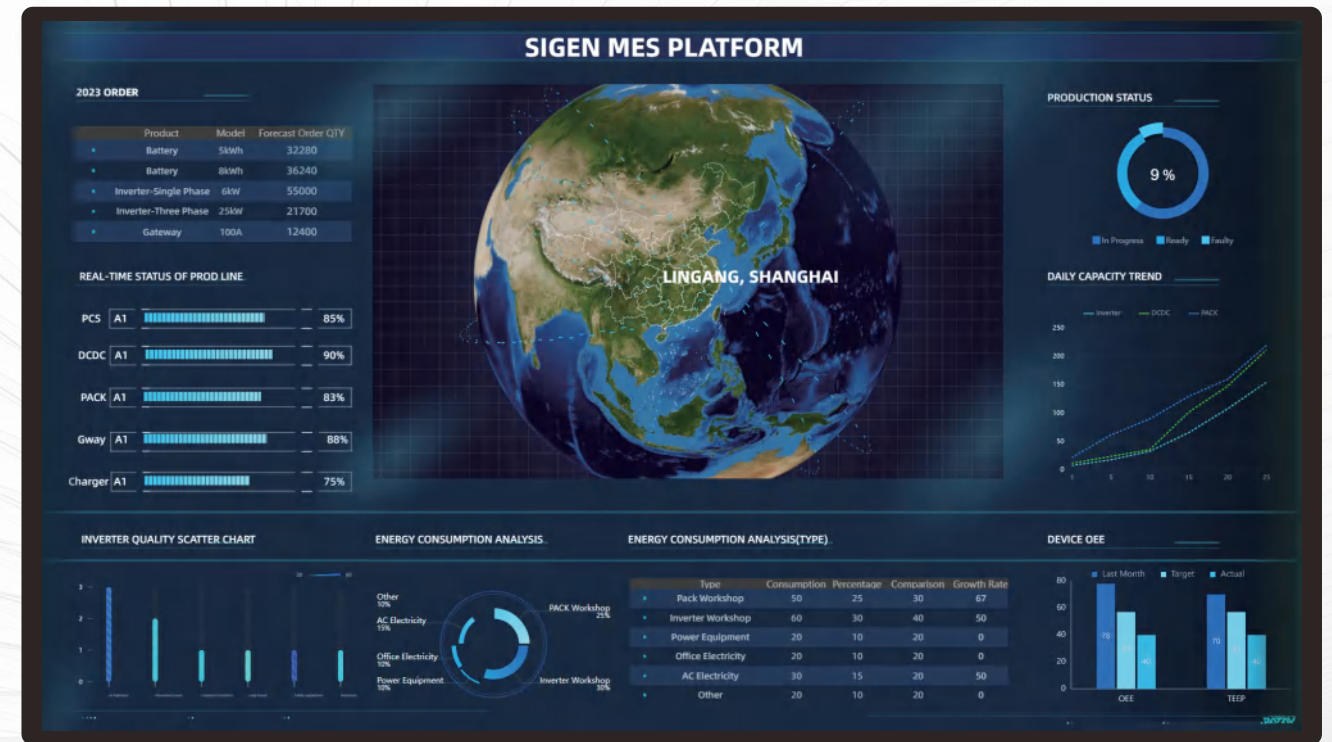 SIGEN MES PLATFORM
2023 ORDER
Product Model Forecast Order QTY
Battery 5kWh 32280
Battery 8kWh 36240
Inverter-Single Phase 6kW 55000
Inverter-Three Phase 25kW 21700
Gateway 100A 12400
REAL-TIME STATUS OF PROD LINE
PCS A1 85%
DCDC A1 90%
PACK A1 83%
Gway A1 88%
Charger A1 75%
LINGANG, SHANGHAI
PRODUCTION STATUS
9 %
In Progress Ready Faulty
DAILY CAPACITY TREND
Inverter DCDC PACK
250
200
150
100
50
0
5 10 15 20 25
INVERTER QUALITY SCATTER CHART
3
2
1
0
ENERGY CONSUMPTION ANALYSIS
Other
10%
AC Electricity
15%
Office Electricity
10%
Power Equipment
10%
PACK Workshop
25%
Inverter Workshop
30%
ENERGY CONSUMPTION ANALYSIS(TYPE)
Type Consumption Percentage Comparison Growth Rate
Pack Workshop 50 25 30 67
Inverter Workshop 60 30 40 50
Power Equipment 20 10 20 0
Office Electricity 20 10 20 0
AC Electricity 30 15 20 50
Other 20 10 20 0
DEVICE OEE
Last Month Target Actual
80
60
40
20
0
78 40
70 40
OEE TEEP